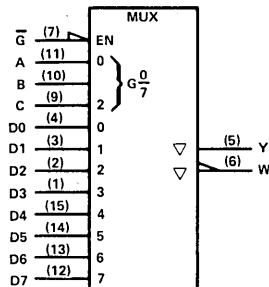 MUX
G̅ (7) EN
A (11) 0
B (10) G 0/7
C (9) 2
D0 (4) 0
D1 (3) 1 ▽ (5) Y
D2 (2) 2 ▽ (6) W
D3 (1) 3
D4 (15) 4
D5 (14) 5
D6 (13) 6
D7 (12) 7